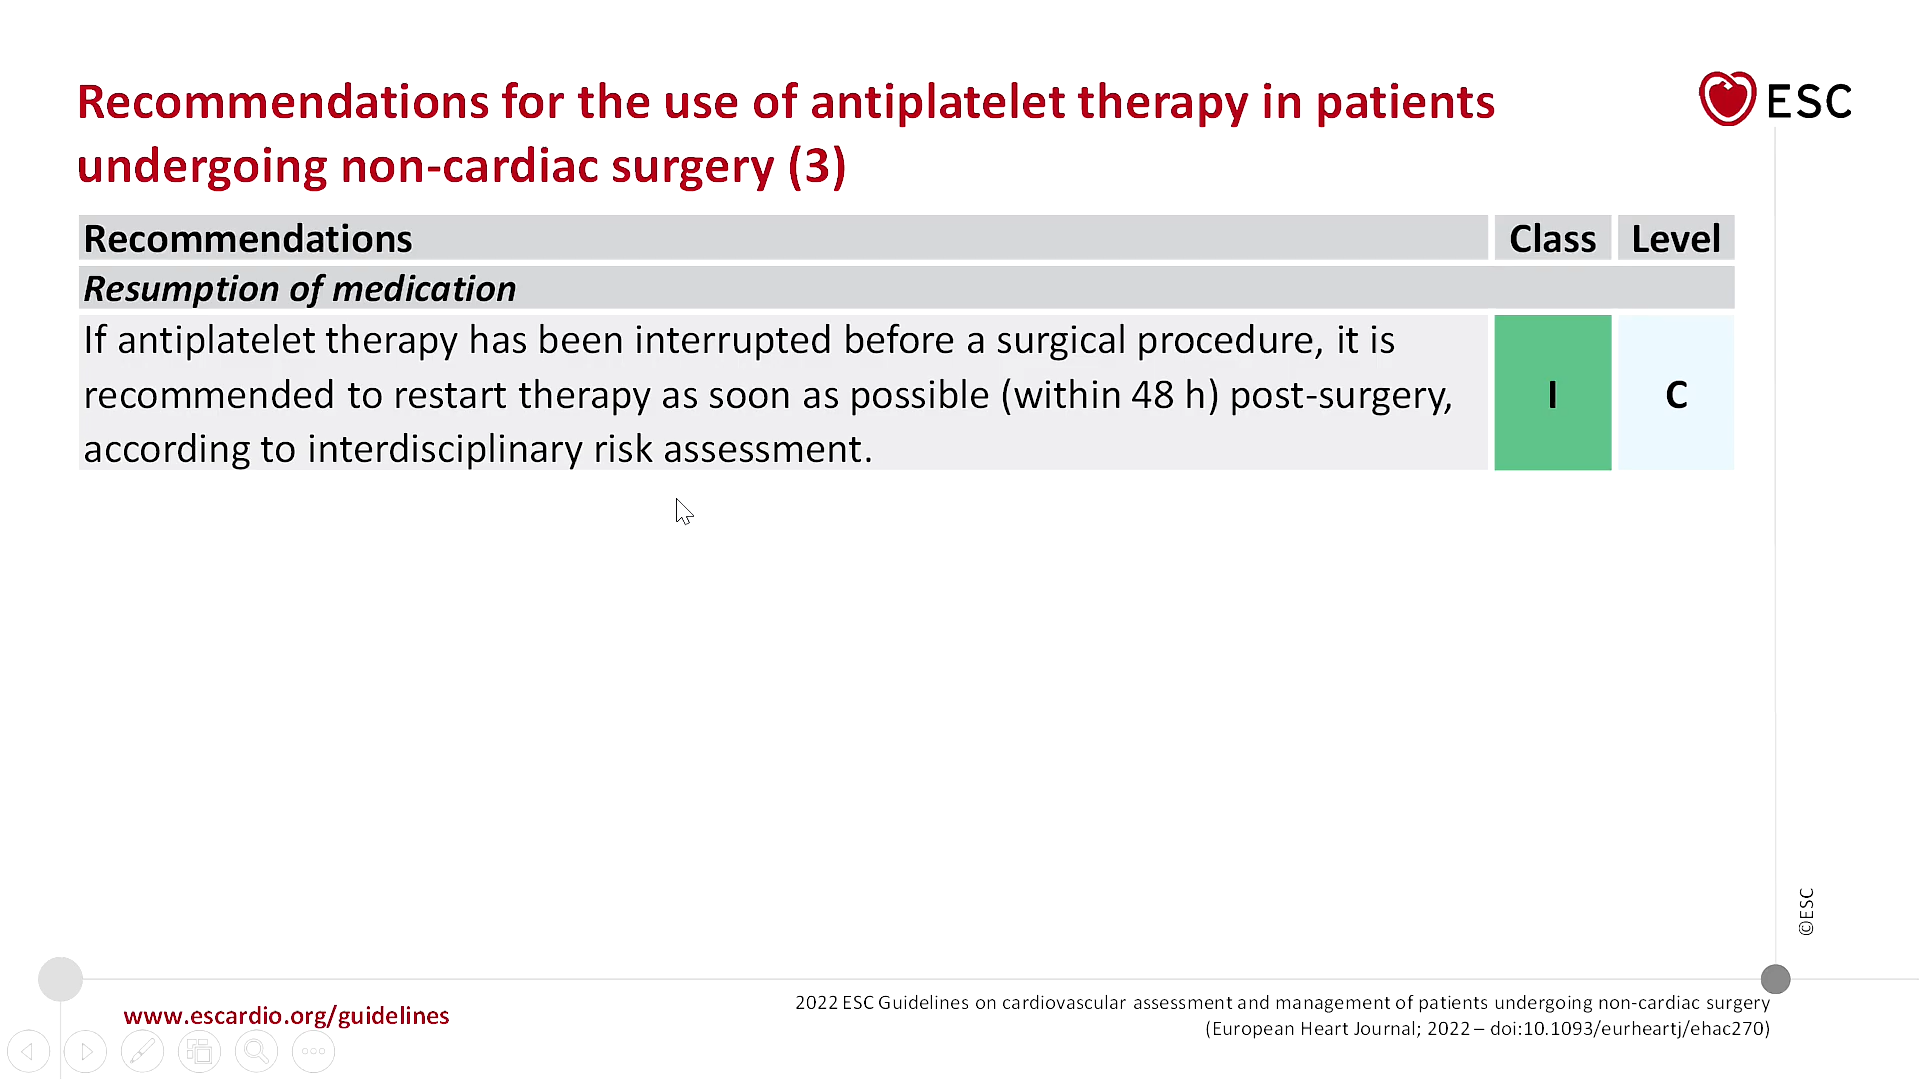 Recommendations for the use of antiplatelet therapy in patients
undergoing non-cardiac surgery (3)
ESC
Recommendations Class Level
Resumption of medication
If antiplatelet therapy has been interrupted before a surgical procedure, it is
recommended to restart therapy as soon as possible (within 48 h) post-surgery,
according to interdisciplinary risk assessment.
I C
©ESC
www.escardio.org/guidelines
2022 ESC Guidelines on cardiovascular assessment and management of patients undergoing non-cardiac surgery
(European Heart Journal; 2022 – doi:10.1093/eurheartj/ehac270)